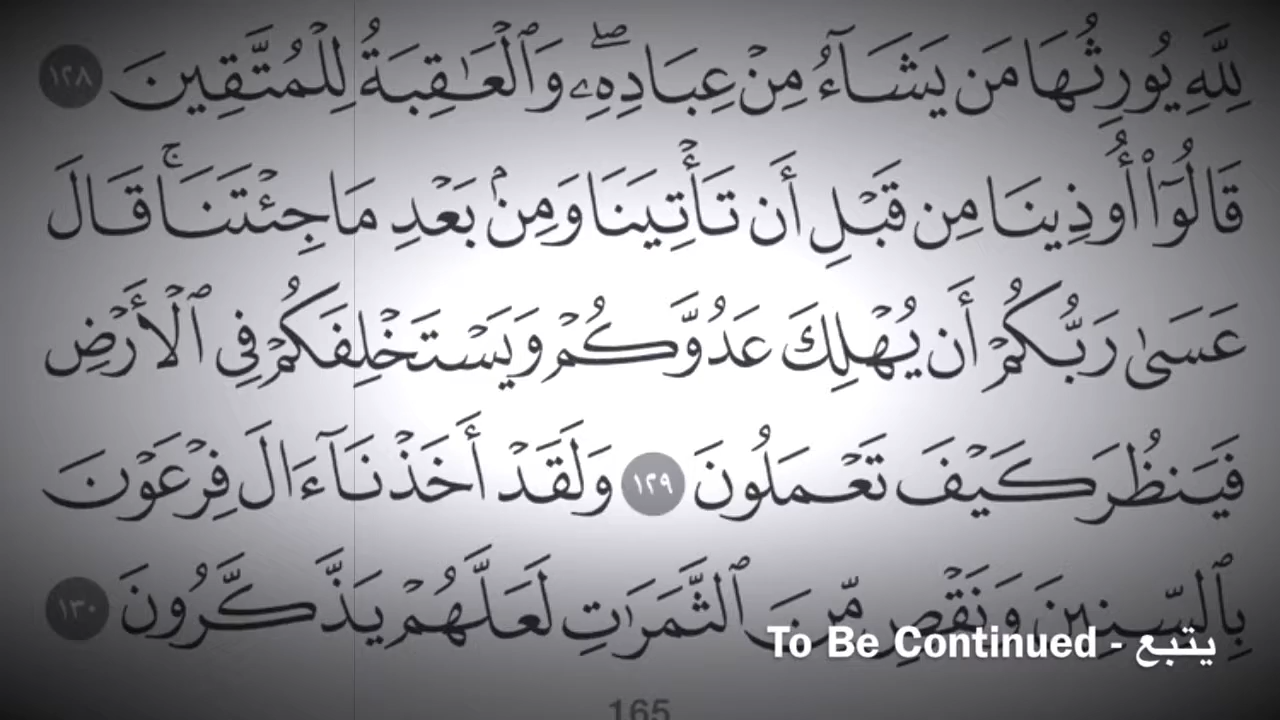 لِلَّهِ يُورِثُهَا مَن يَشَآءُ مِنْ عِبَادِهِۦۖ وَٱلْعَٰقِبَةُ لِلْمُتَّقِينَ ١٢٨
قَالُوٓا۟ أُوذِينَا مِن قَبْلِ أَن تَأْتِيَنَا وَمِنۢ بَعْدِ مَا جِئْتَنَاۚ قَالَ
عَسَىٰ رَبُّكُمْ أَن يُهْلِكَ عَدُوَّكُمْ وَيَسْتَخْلِفَكُمْ فِى ٱلْأَرْضِ
فَيَنظُرَ كَيْفَ تَعْمَلُونَ ١٢٩ وَلَقَدْ أَخَذْنَآ ءَالَ فِرْعَوْنَ
بِٱلسِّنِينَ وَنَقْصٍ مِّنَ ٱلثَّمَرَٰتِ لَعَلَّهُمْ يَذَّكَّرُونَ ١٣٠
To Be Continued - يتبع
165